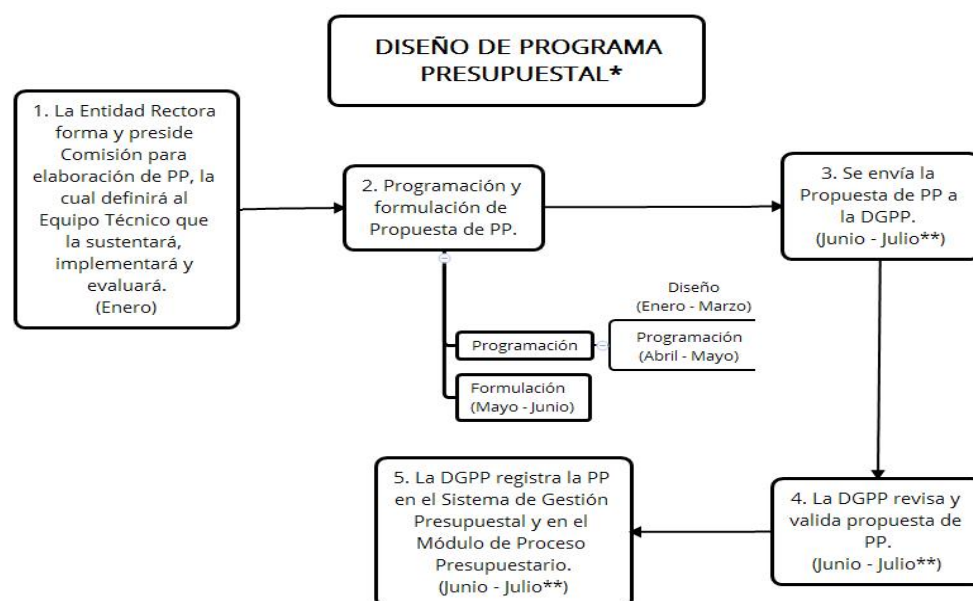 DISEÑO DE PROGRAMA
PRESUPUESTAL*
1. La Entidad Rectora
forma y preside
Comisión para
elaboración de PP, la
cual definirá al
Equipo Técnico que
la sustentará,
implementará y
evaluará.
(Enero)
2. Programación y
formulación de
Propuesta de PP.
Programación
Diseño
(Enero - Marzo)
Programación
(Abril - Mayo)
Formulación
(Mayo - Junio)
3. Se envía la
Propuesta de PP a
la DGPP.
(Junio - Julio**)
4. La DGPP revisa y
valida propuesta de
PP.
(Junio - Julio**)
5. La DGPP registra la PP
en el Sistema de Gestión
Presupuestal y en el
Módulo de Proceso
Presupuestario.
(Junio - Julio**)